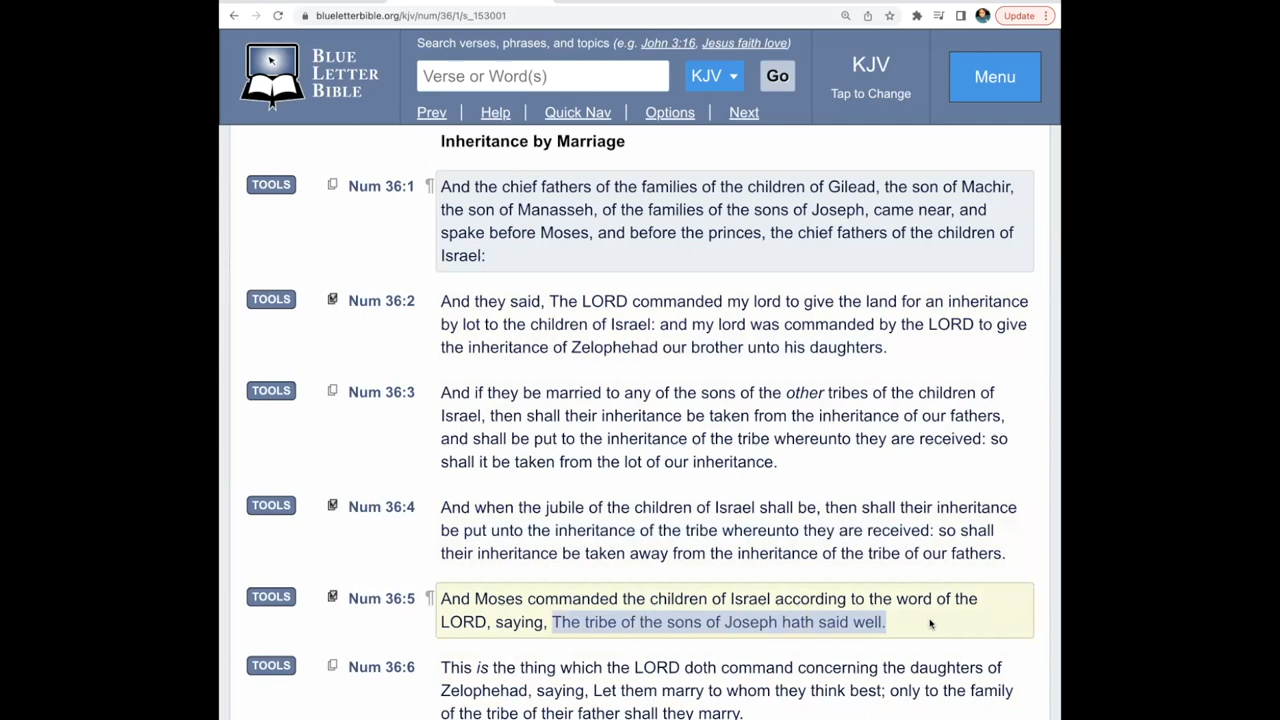 blueletterbible.org/kjv/num/36/1/s_153001
Update
BLUE
LETTER
BIBLE
Search verses, phrases, and topics (e.g. John 3:16, Jesus faith love)
Verse or Word(s)
KJV
Go
Prev | Help | Quick Nav | Options | Next
KJV
Tap to Change
Menu
Inheritance by Marriage
TOOLS Num 36:1 ¶ And the chief fathers of the families of the children of Gilead, the son of Machir,
the son of Manasseh, of the families of the sons of Joseph, came near, and
spake before Moses, and before the princes, the chief fathers of the children of
Israel:
TOOLS Num 36:2 And they said, The LORD commanded my lord to give the land for an inheritance
by lot to the children of Israel: and my lord was commanded by the LORD to give
the inheritance of Zelophehad our brother unto his daughters.
TOOLS Num 36:3 And if they be married to any of the sons of the other tribes of the children of
Israel, then shall their inheritance be taken from the inheritance of our fathers,
and shall be put to the inheritance of the tribe whereunto they are received: so
shall it be taken from the lot of our inheritance.
TOOLS Num 36:4 And when the jubile of the children of Israel shall be, then shall their inheritance
be put unto the inheritance of the tribe whereunto they are received: so shall
their inheritance be taken away from the inheritance of the tribe of our fathers.
TOOLS Num 36:5 ¶ And Moses commanded the children of Israel according to the word of the
LORD, saying, The tribe of the sons of Joseph hath said well.
TOOLS Num 36:6 This is the thing which the LORD doth command concerning the daughters of
Zelophehad, saying, Let them marry to whom they think best; only to the family
of the tribe of their father shall they marry.